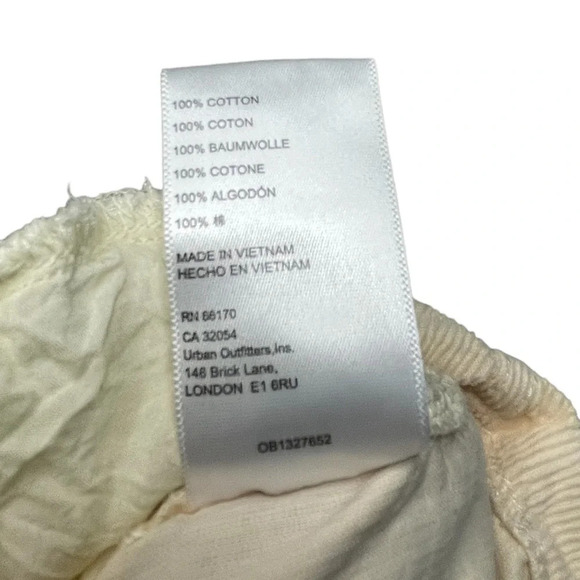 100% COTTON
100% COTON
100% BAUMWOLLE
100% COTONE
100% ALGODÓN
100% 棉
MADE IN VIETNAM
HECHO EN VIETNAM
RN 66170
CA 32054
Urban Outfitters,Inc.
146 Brick Lane,
LONDON E1 6RU
OB1327652